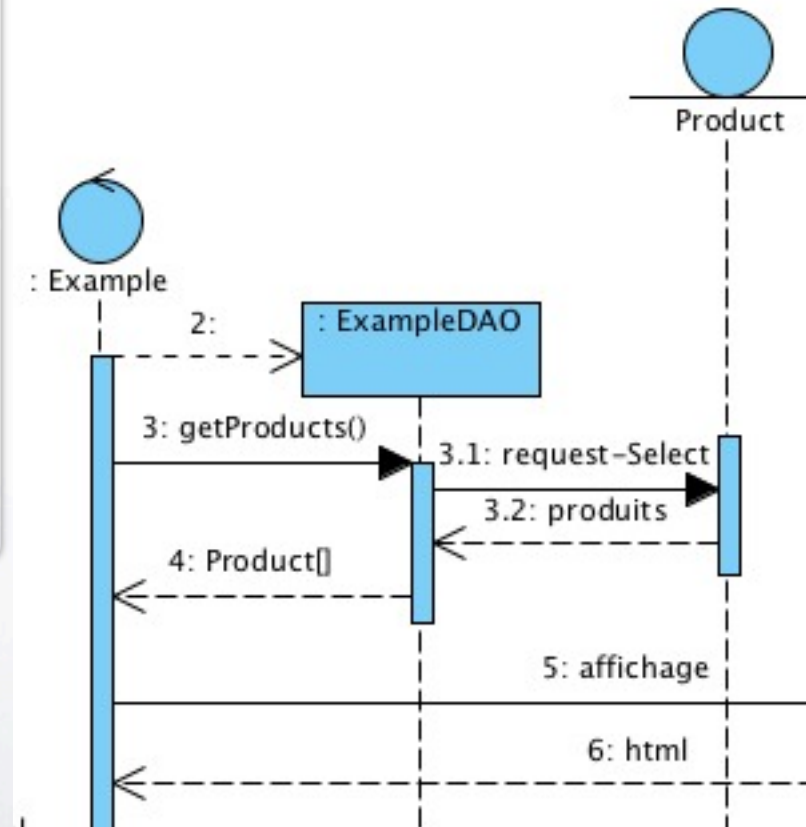 Product
: Example
: ExampleDAO
2:
3: getProducts()
3.1: request-Select
3.2: produits
4: Product[]
5: affichage
6: html